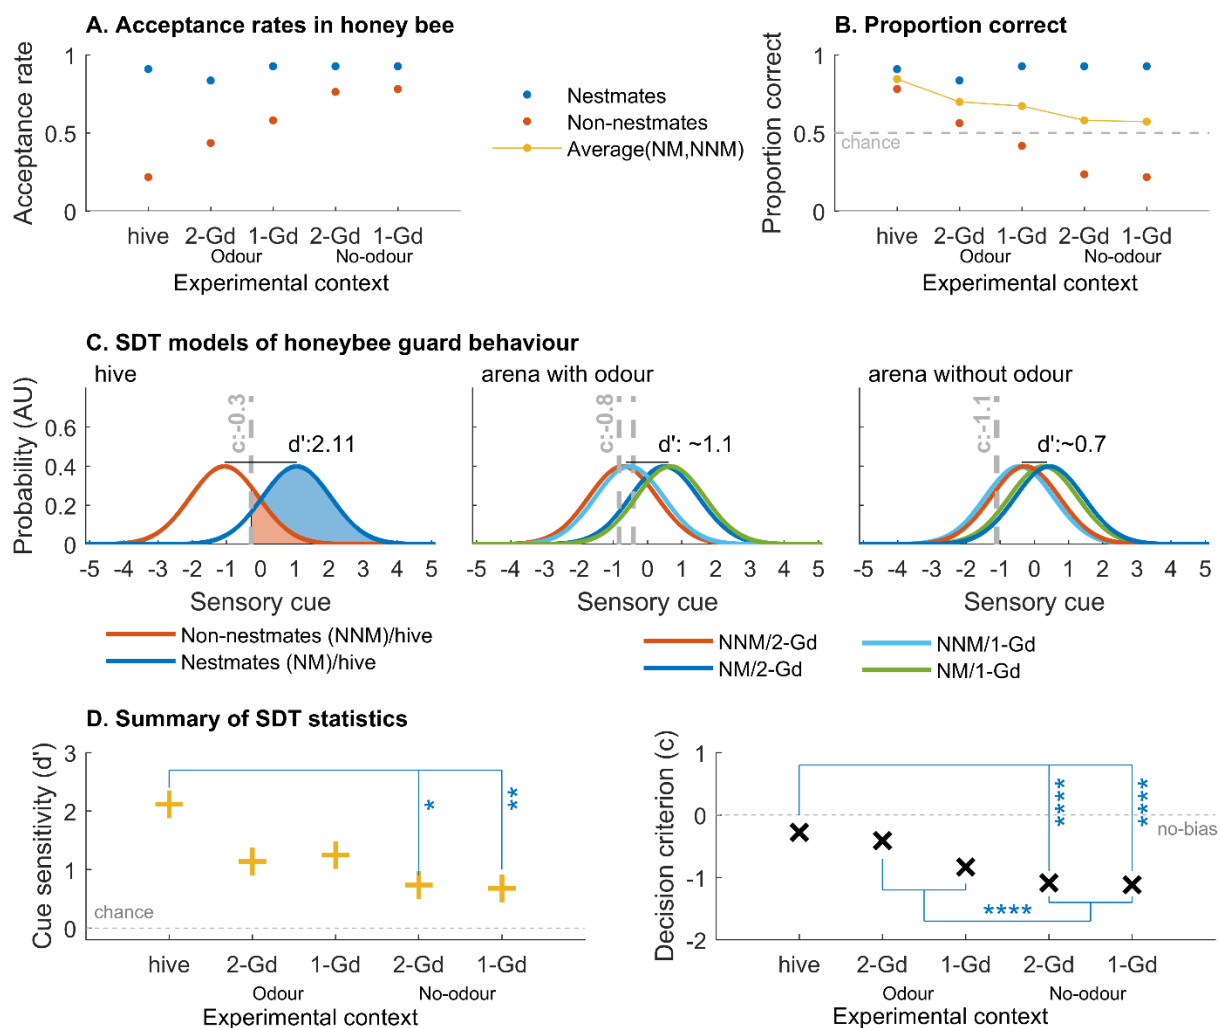 A. Acceptance rates in honey bee
Acceptance rate
1
0.5
0
hive
2-Gd
1-Gd
2-Gd
1-Gd
Odour
No-odour
Experimental context
Nestmates
Non-nestmates
Average(NM,NNM)
B. Proportion correct
Proportion correct
1
0.5
0
chance
hive
2-Gd
1-Gd
2-Gd
1-Gd
Odour
No-odour
Experimental context
C. SDT models of honeybee guard behaviour
Probability (AU)
0.6
0.4
0.2
0
hive
c:-0.3
d':2.11
-5 -4 -3 -2 -1 0 1 2 3 4 5
Sensory cue
arena with odour
c:-0.8
d': ~1.1
-5 -4 -3 -2 -1 0 1 2 3 4 5
Sensory cue
arena without odour
c:-1.1
d':~0.7
-5 -4 -3 -2 -1 0 1 2 3 4 5
Sensory cue
Non-nestmates (NNM)/hive
Nestmates (NM)/hive
NNM/2-Gd
NM/2-Gd
NNM/1-Gd
NM/1-Gd
D. Summary of SDT statistics
Cue sensitivity (d')
3
2
1
0
chance
*
**
hive
2-Gd
1-Gd
2-Gd
1-Gd
Odour
No-odour
Experimental context
Decision criterion (c)
1
0
-1
-2
no-bias
****
****
****
hive
2-Gd
1-Gd
2-Gd
1-Gd
Odour
No-odour
Experimental context